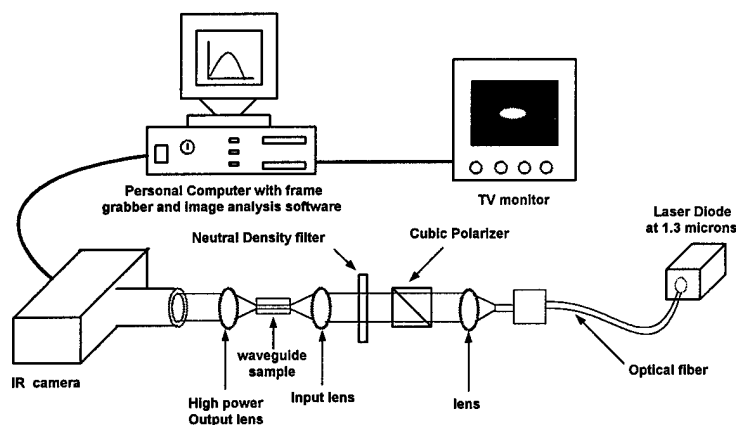 Personal Computer with frame
grabber and image analysis software
TV monitor
Laser Diode
at 1.3 microns
Neutral Density filter
Cubic Polarizer
IR camera
waveguide
sample
High power
Output lens
Input lens
lens
Optical fiber